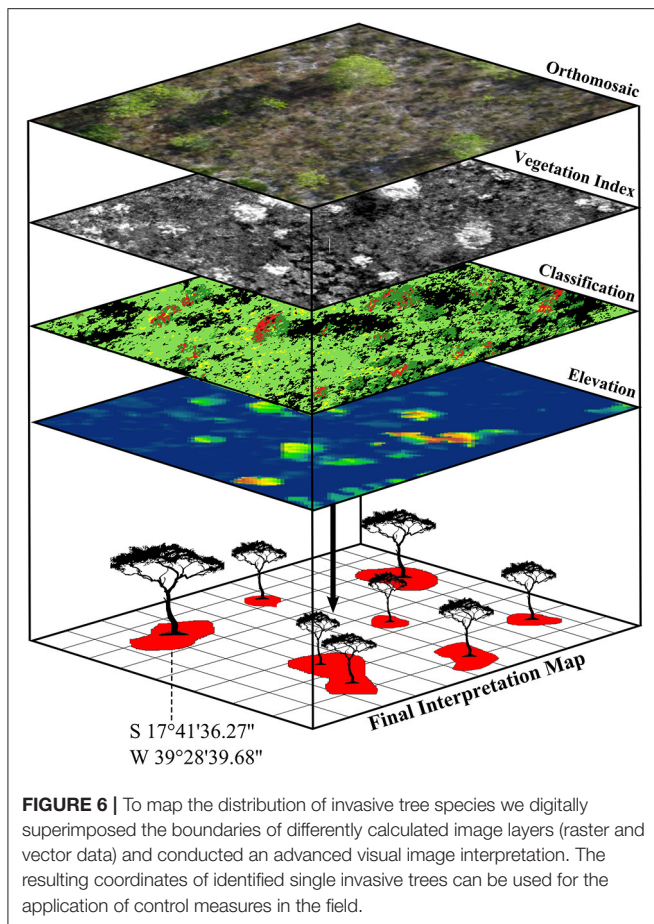 Orthomosaic
Vegetation Index
Classification
Elevation
Final Interpretation Map
S 17°41'36.27"
W 39°28'39.68"
FIGURE 6 | To map the distribution of invasive tree species we digitally
superimposed the boundaries of differently calculated image layers (raster and
vector data) and conducted an advanced visual image interpretation. The
resulting coordinates of identified single invasive trees can be used for the
application of control measures in the field.